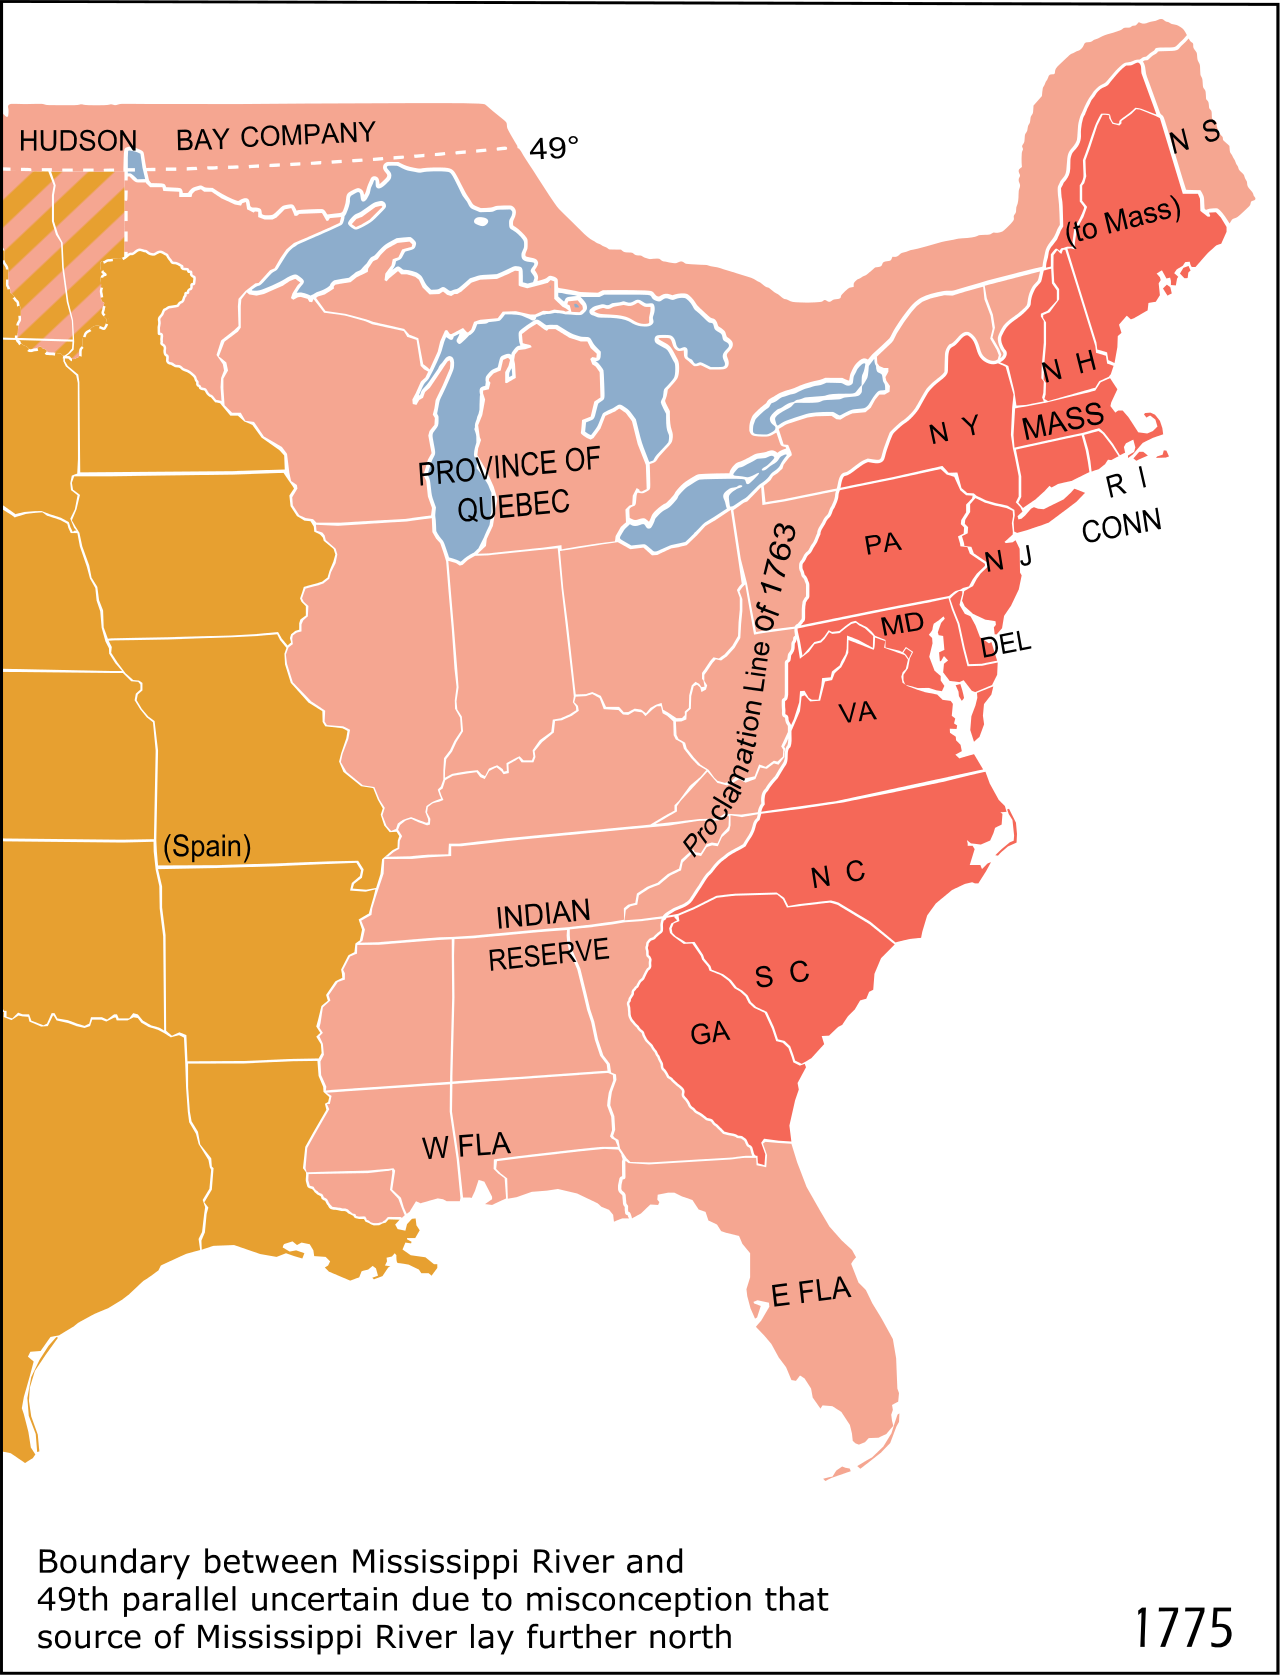 HUDSON BAY COMPANY
49°
N S
(to Mass)
N H
N Y
MASS
R I
CONN
PROVINCE OF
QUEBEC
PA
N J
Proclamation Line of 1763
MD
DEL
VA
(Spain)
N C
INDIAN
RESERVE
S C
GA
W FLA
E FLA
Boundary between Mississippi River and
49th parallel uncertain due to misconception that
source of Mississippi River lay further north
1775